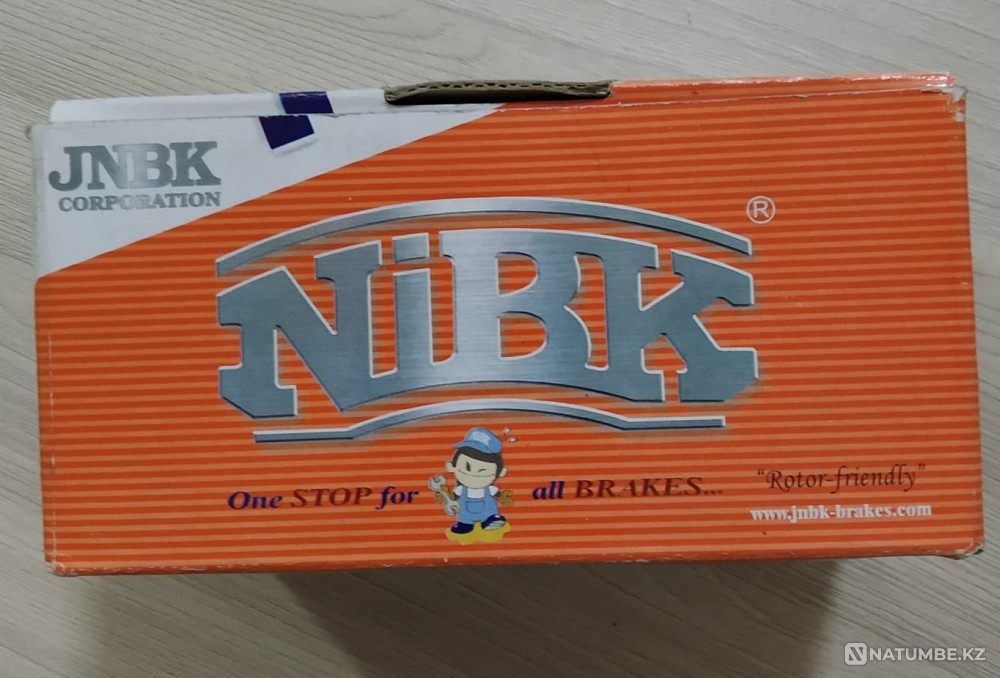 JNBK
CORPORATION
NiBK®
One STOP for all BRAKES...
"Rotor-friendly"
www.jnbk-brakes.com
NATUMBE.KZ